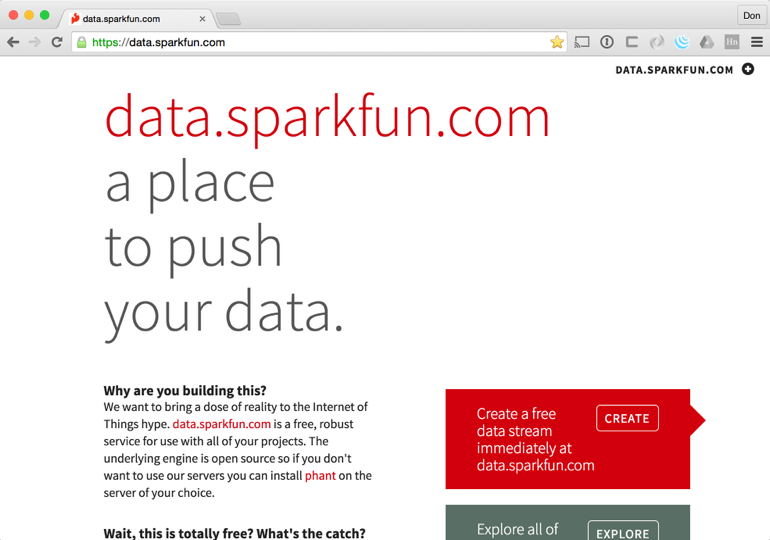 data.sparkfun.com
Don
https://data.sparkfun.com
Hn
DATA.SPARKFUN.COM
data.sparkfun.com
a place
to push
your data.
Why are you building this?
We want to bring a dose of reality to the Internet of
Things hype. data.sparkfun.com is a free, robust
service for use with all of your projects. The
underlying engine is open source so if you don't
want to use our servers you can install phant on the
server of your choice.
Wait, this is totally free? What's the catch?
Create a free
data stream
immediately at
data.sparkfun.com
CREATE
Explore all of
EXPLORE